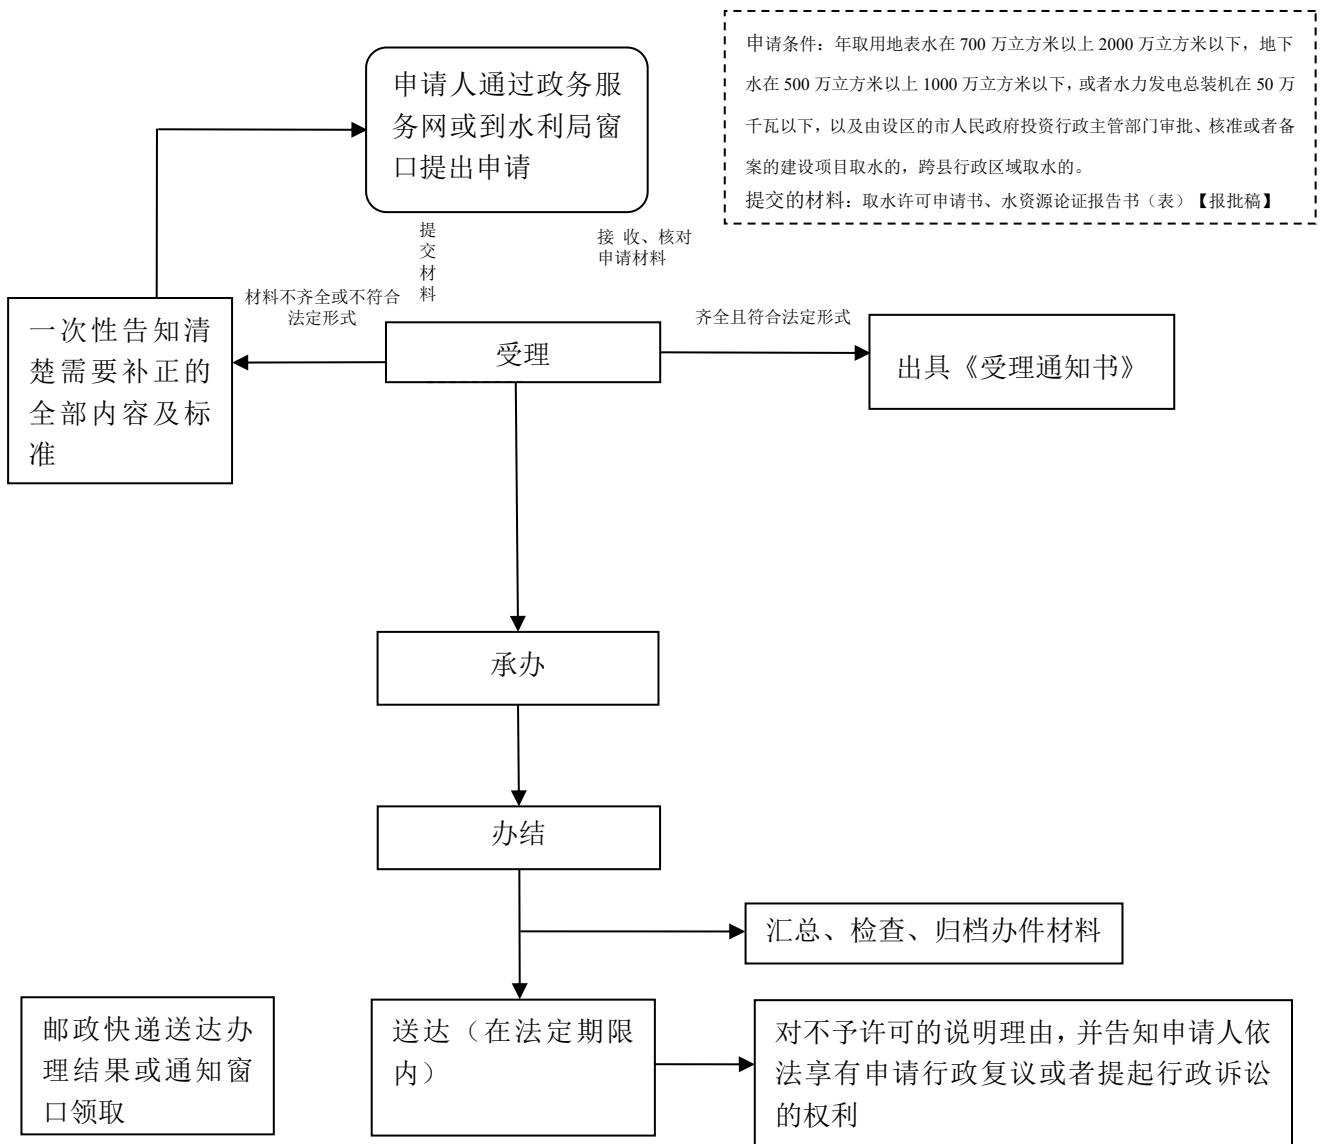 申请条件：年取用地表水在 700 万立方米以上 2000 万立方米以下，地下
水在 500 万立方米以上 1000 万立方米以下，或者水力发电总装机在 50 万
千瓦以下，以及由设区的市人民政府投资行政主管部门审批、核准或者备
案的建设项目取水的，跨县行政区域取水的。
提交的材料：取水许可申请书、水资源论证报告书（表）【报批稿】
申请人通过政务服
务网或到水利局窗
口提出申请
提
交
材
料
接 收、核对
申请材料
材料不齐全或不符合
法定形式
一次性告知清
楚需要补正的
全部内容及标
准
受理
齐全且符合法定形式
出具《受理通知书》
承办
办结
汇总、检查、归档办件材料
邮政快递送达办
理结果或通知窗
口领取
送达（在法定期限
内）
对不予许可的说明理由，并告知申请人依
法享有申请行政复议或者提起行政诉讼
的权利